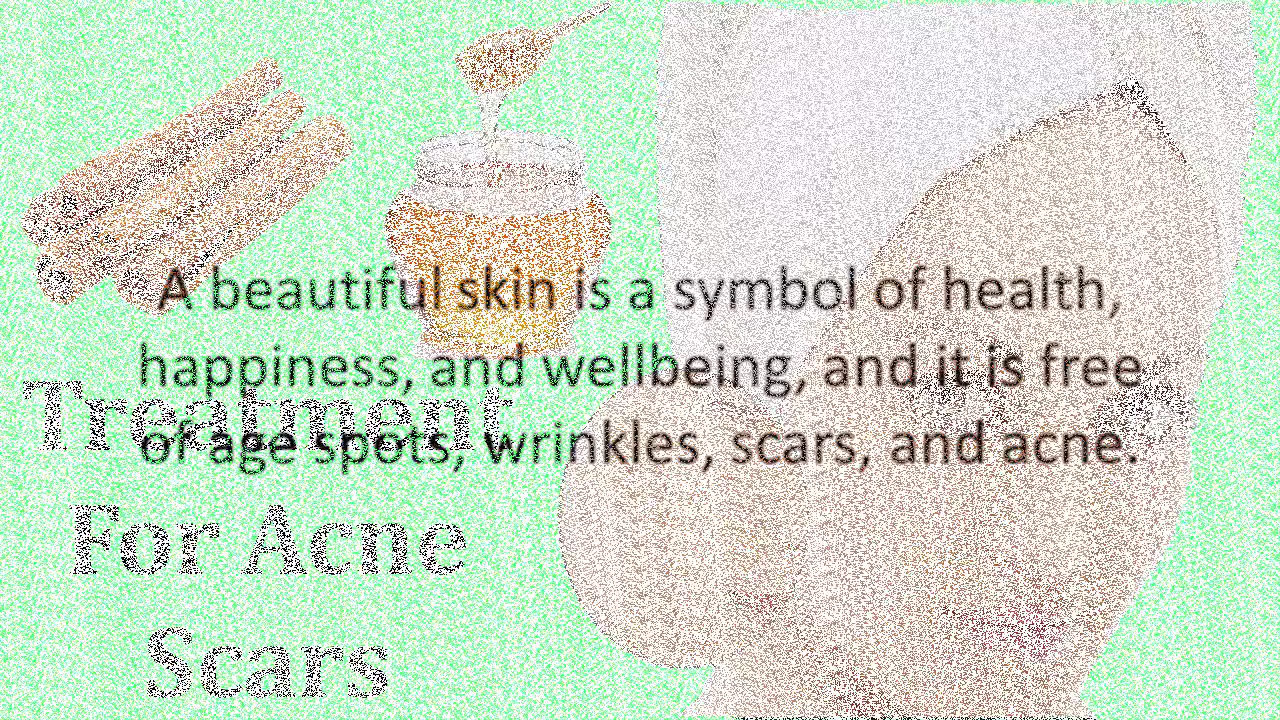 A beautiful skin is a symbol of health,
happiness, and wellbeing, and it is free
of age spots, wrinkles, scars, and acne.
Treatment
For Acne
Scars